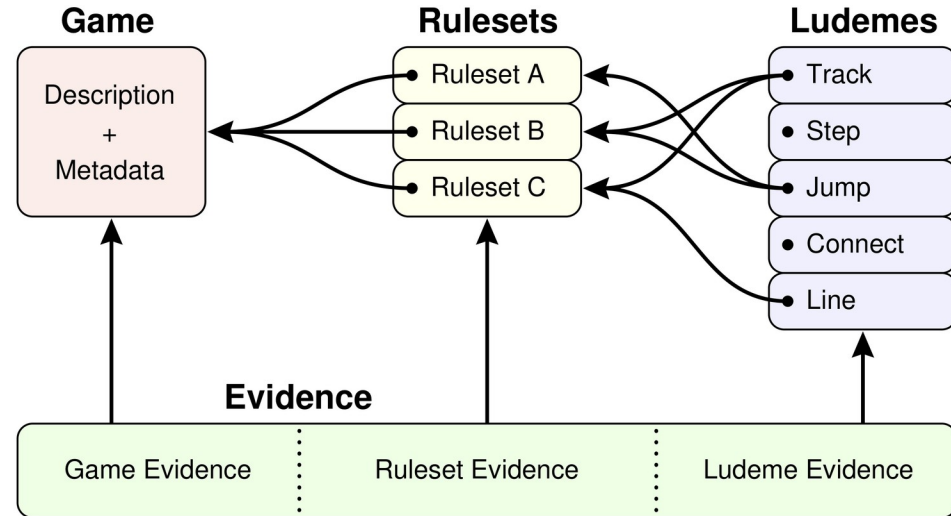 Game
Rulesets
Ludemes
Description
+
Metadata
Ruleset A
Ruleset B
Ruleset C
Track
Step
Jump
Connect
Line
Evidence
Game Evidence
Ruleset Evidence
Ludeme Evidence